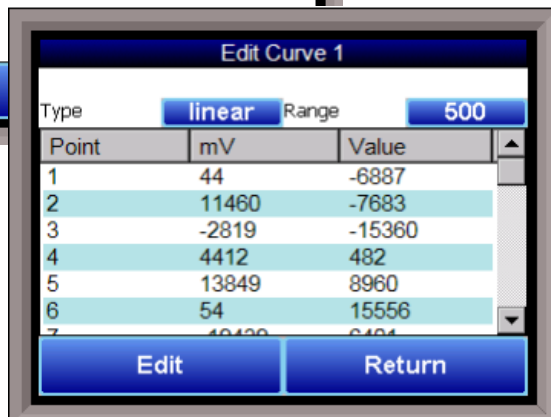 Edit Curve 1
Type linear Range 500
Point mV Value
1 44 -6887
2 11460 -7683
3 -2819 -15360
4 4412 482
5 13849 8960
6 54 15556
Edit Return